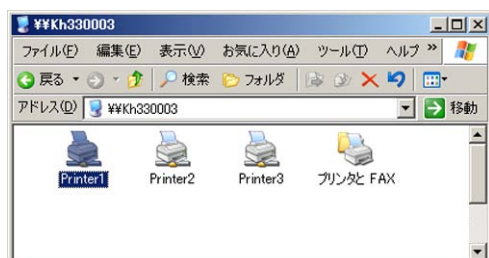 ¥¥Kh330003
ファイル(F) 編集(E) 表示(V) お気に入り(A) ツール(T) ヘルプ »
戻る 検索 フォルダ
アドレス(D) ¥¥Kh330003 移動
Printer1 Printer2 Printer3 プリンタと FAX